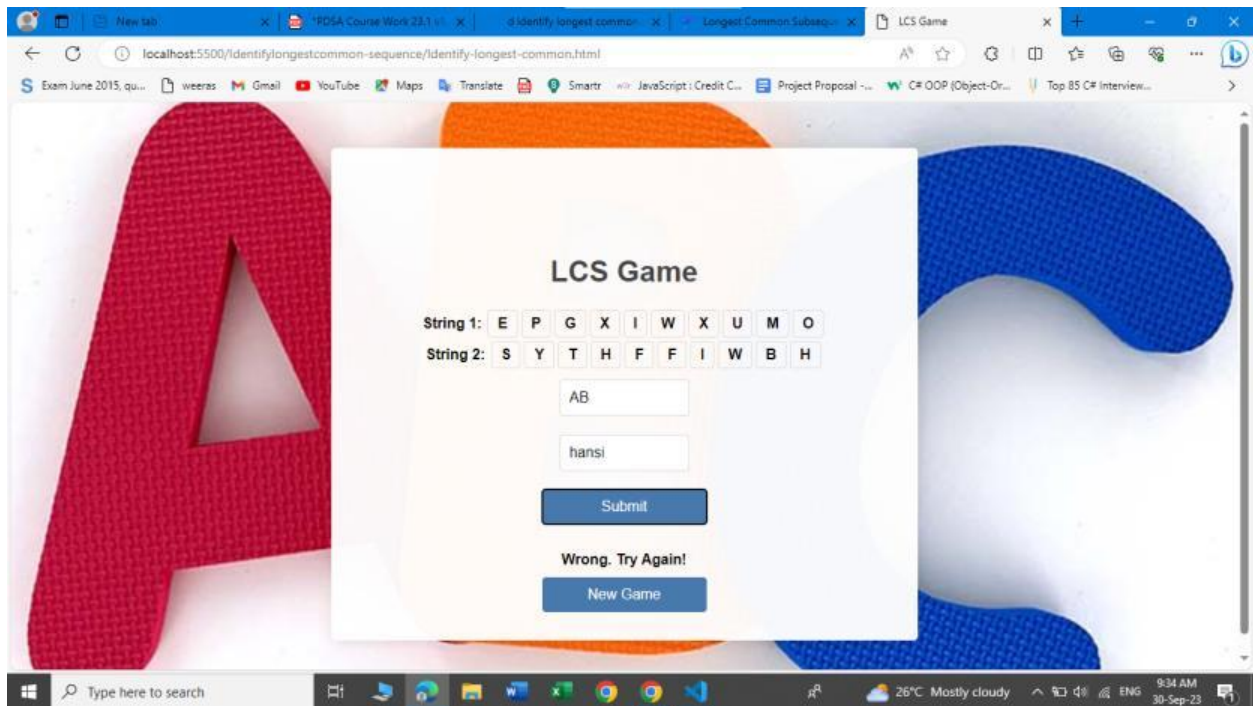 New tab
*PDSA Course Work 23.1
d Identify longest common
Longest Common Subsequ
LCS Game
localhost:5500/Identifylongestcommon-sequence/Identify-longest-common.html
Exam June 2015, qu...
weeras
Gmail
YouTube
Maps
Translate
Smartr
JavaScript : Credit C...
Project Proposal -...
C# OOP (Object-Or...
Top 85 C# Interview...
LCS Game
String 1: E P G X I W X U M O
String 2: S Y T H F F I W B H
AB
hansi
Submit
Wrong. Try Again!
New Game
Type here to search
26°C Mostly cloudy
ENG
9:34 AM
30-Sep-23